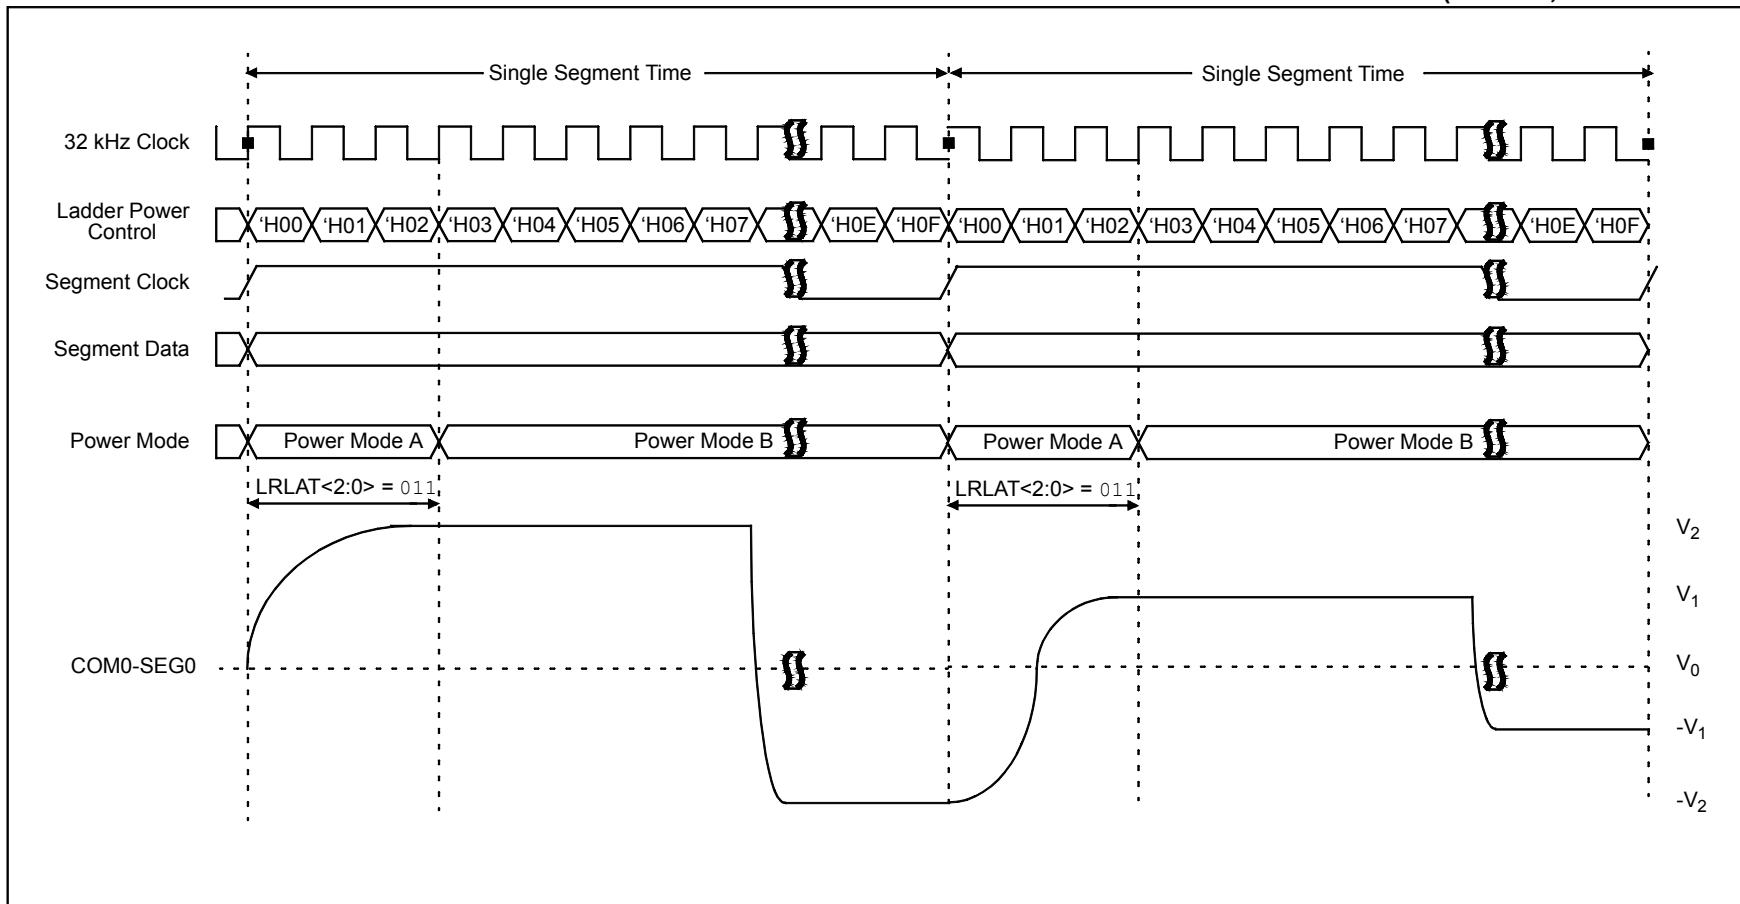 Single Segment Time Single Segment Time
32 kHz Clock
Ladder Power
Control
‘H00 ‘H01 ‘H02 ‘H03 ‘H04 ‘H05 ‘H06 ‘H07 ‘H0E ‘H0F ‘H00 ‘H01 ‘H02 ‘H03 ‘H04 ‘H05 ‘H06 ‘H07 ‘H0E ‘H0F
Segment Clock
Segment Data
Power Mode Power Mode A Power Mode B Power Mode A Power Mode B
LRLAT<2:0> = 011 LRLAT<2:0> = 011
V2
V1
COM0-SEG0 V0
-V1
-V2